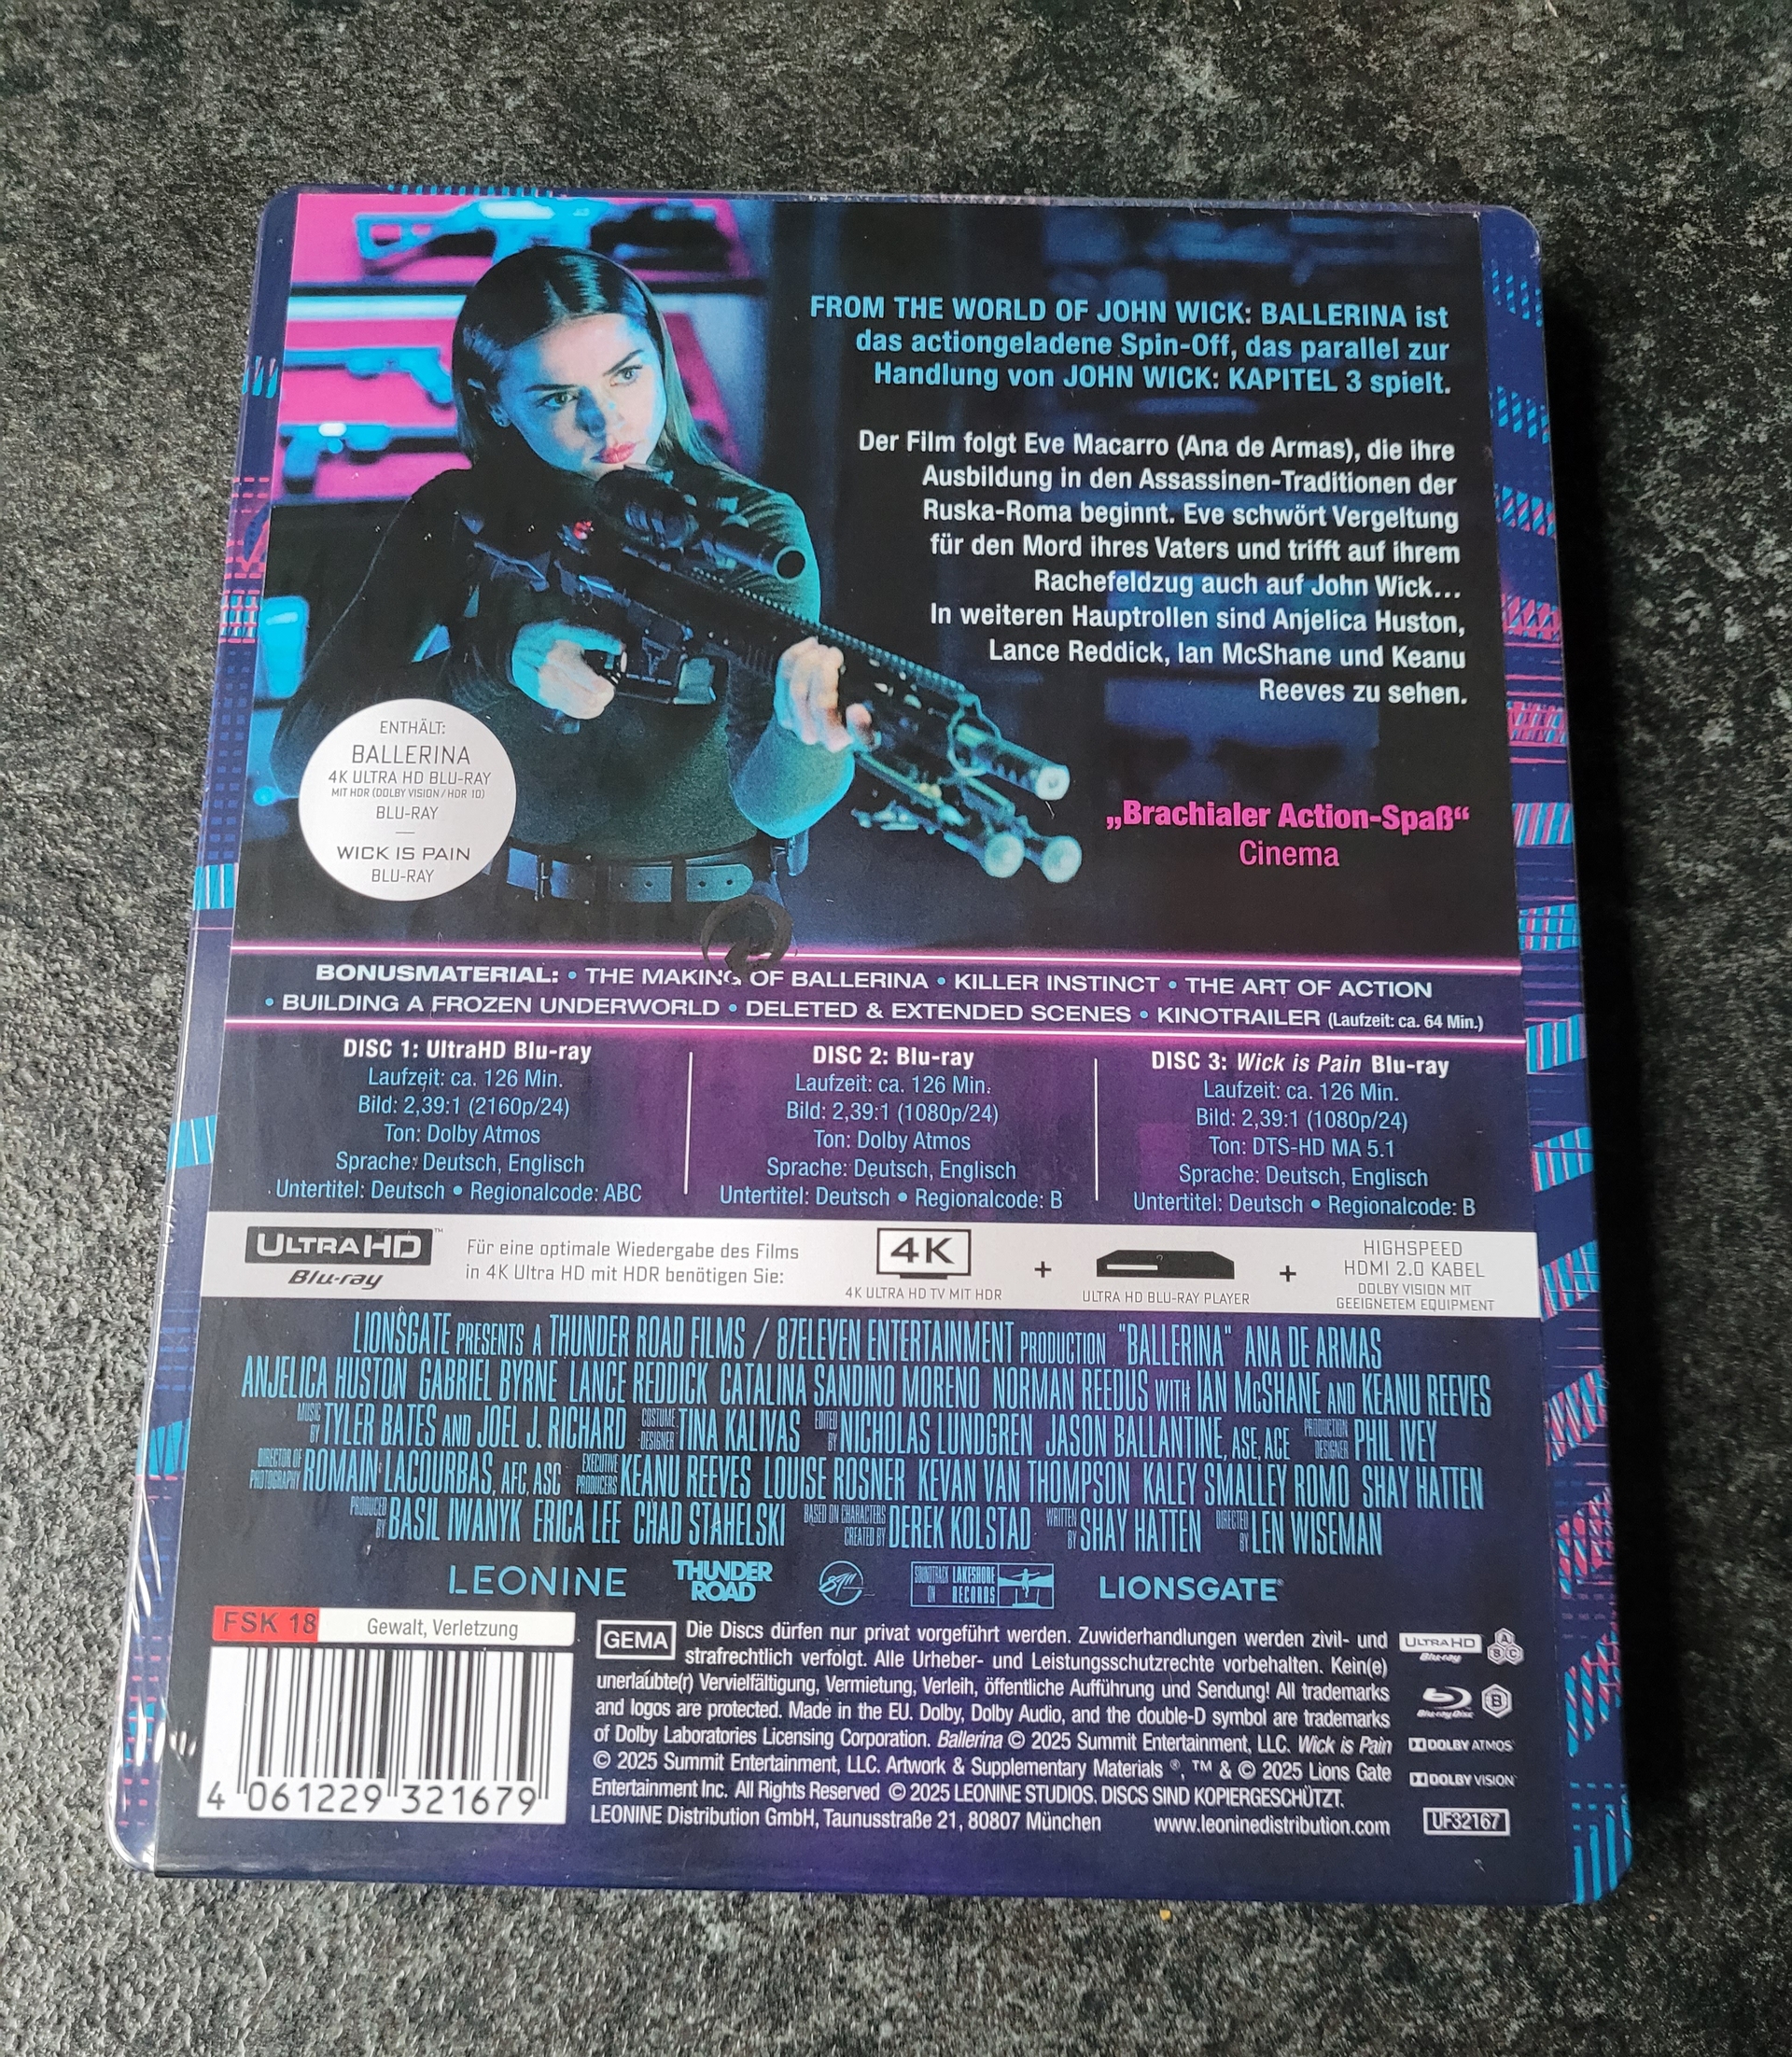 FROM THE WORLD OF JOHN WICK: BALLERINA ist
das actiongeladene Spin-Off, das parallel zur
Handlung von JOHN WICK: KAPITEL 3 spielt.
Der Film folgt Eve Macarro (Ana de Armas), die ihre
Ausbildung in den Assassinen-Traditionen der
Ruska-Roma beginnt. Eve schwört Vergeltung
für den Mord ihres Vaters und trifft auf ihrem
Rachefeldzug auch auf John Wick...
In weiteren Hauptrollen sind Anjelica Huston,
Lance Reddick, Ian McShane und Keanu
Reeves zu sehen.
ENTHÄLT:
BALLERINA
4K ULTRA HD BLU-RAY
MIT HDR (DOLBY VISION / HDR 10)
BLU-RAY
WICK IS PAIN
BLU-RAY
„Brachialer Action-Spaß“
Cinema
BONUSMATERIAL: • THE MAKING OF BALLERINA • KILLER INSTINCT • THE ART OF ACTION
• BUILDING A FROZEN UNDERWORLD • DELETED & EXTENDED SCENES • KINOTRAILER (Laufzeit: ca. 64 Min.)
DISC 1: UltraHD Blu-ray
Laufzeit: ca. 126 Min.
Bild: 2,39:1 (2160p/24)
Ton: Dolby Atmos
Sprache: Deutsch, Englisch
Untertitel: Deutsch • Regionalcode: ABC
DISC 2: Blu-ray
Laufzeit: ca. 126 Min.
Bild: 2,39:1 (1080p/24)
Ton: Dolby Atmos
Sprache: Deutsch, Englisch
Untertitel: Deutsch • Regionalcode: B
DISC 3: Wick is Pain Blu-ray
Laufzeit: ca. 126 Min.
Bild: 2,39:1 (1080p/24)
Ton: DTS-HD MA 5.1
Sprache: Deutsch, Englisch
Untertitel: Deutsch • Regionalcode: B
ULTRA HD™
Blu-ray
Für eine optimale Wiedergabe des Films
in 4K Ultra HD mit HDR benötigen Sie:
4K
4K ULTRA HD TV MIT HDR
+
ULTRA HD BLU-RAY PLAYER
+
HIGHSPEED
HDMI 2.0 KABEL
DOLBY VISION MIT
GEEIGNETEM EQUIPMENT
LIONSGATE PRESENTS A THUNDER ROAD FILMS / 87ELEVEN ENTERTAINMENT PRODUCTION "BALLERINA" ANA DE ARMAS
ANJELICA HUSTON GABRIEL BYRNE LANCE REDDICK CATALINA SANDINO MORENO NORMAN REEDUS WITH IAN McSHANE AND KEANU REEVES
MUSIC BY TYLER BATES AND JOEL J. RICHARD COSTUME DESIGNER TINA KALIVAS EDITED BY NICHOLAS LUNDGREN JASON BALLANTINE, ASE, ACE PRODUCTION DESIGNER PHIL IVEY
DIRECTOR OF PHOTOGRAPHY ROMAIN LACOURBAS, AFC, ASC EXECUTIVE PRODUCERS KEANU REEVES LOUISE ROSNER KEVAN VAN THOMPSON KALEY SMALLEY ROMO SHAY HATTEN
PRODUCED BY BASIL IWANYK ERICA LEE CHAD STAHELSKI BASED ON CHARACTERS CREATED BY DEREK KOLSTAD WRITTEN BY SHAY HATTEN DIRECTED BY LEN WISEMAN
LEONINE
THUNDER
ROAD
87
SOUNDTRACK ON
LAKESHORE RECORDS
LIONSGATE
FSK 18
Gewalt, Verletzung
4 061229 321679
GEMA
Die Discs dürfen nur privat vorgeführt werden. Zuwiderhandlungen werden zivil- und
strafrechtlich verfolgt. Alle Urheber- und Leistungsschutzrechte vorbehalten. Kein(e)
unerlaubte(r) Vervielfältigung, Vermietung, Verleih, öffentliche Aufführung und Sendung! All trademarks
and logos are protected. Made in the EU. Dolby, Dolby Audio, and the double-D symbol are trademarks
of Dolby Laboratories Licensing Corporation. Ballerina © 2025 Summit Entertainment, LLC. Wick is Pain
© 2025 Summit Entertainment, LLC. Artwork & Supplementary Materials ®, ™ & © 2025 Lions Gate
Entertainment Inc. All Rights Reserved © 2025 LEONINE STUDIOS. DISCS SIND KOPIERGESCHÜTZT.
LEONINE Distribution GmbH, Taunusstraße 21, 80807 München www.leoninedistribution.com
ULTRA HD
Blu-ray
A
B C
Blu-ray Disc
B
DOLBY ATMOS
DOLBY VISION
UF32167